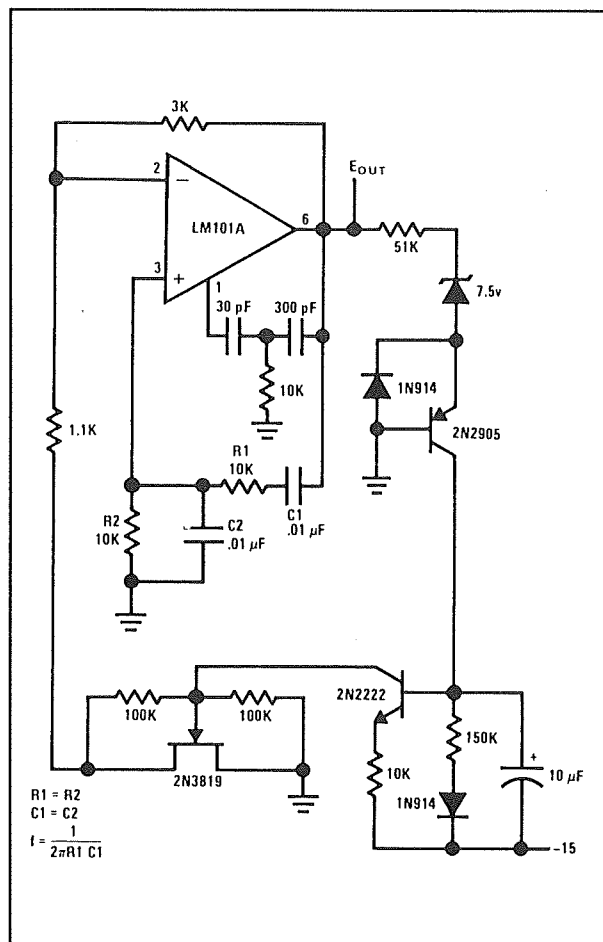 3K
2
LM101A
6
EOUT
51K
7.5v
3
1
30 pF
300 pF
10K
1N914
2N2905
1.1K
R1
10K
C1
.01 µF
R2
10K
C2
.01 µF
2N2222
100K
100K
150K
10K
10 µF
2N3819
1N914
-15
R1 = R2
C1 = C2
f = 1
2πR1 C1